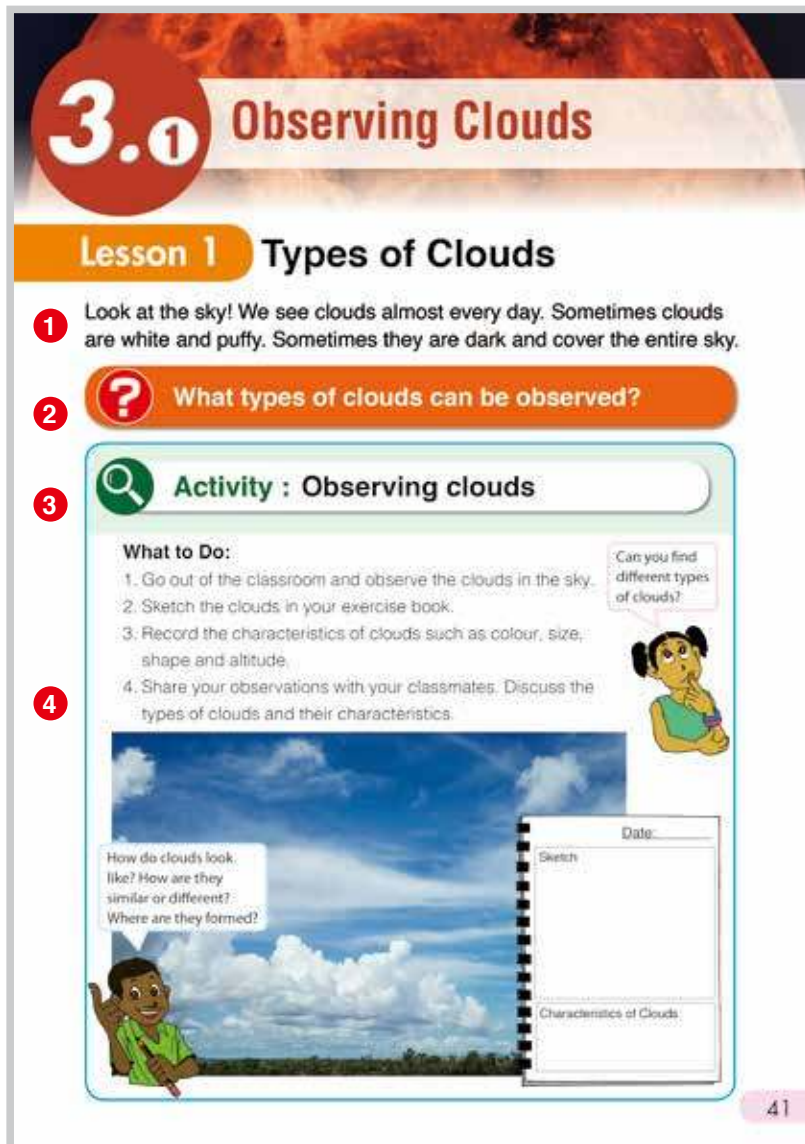 3.1
Observing Clouds
Lesson 1
Types of Clouds
1
Look at the sky! We see clouds almost every day. Sometimes clouds
are white and puffy. Sometimes they are dark and cover the entire sky.
2
?
What types of clouds can be observed?
3
Activity : Observing clouds
What to Do:
1. Go out of the classroom and observe the clouds in the sky.
2. Sketch the clouds in your exercise book.
3. Record the characteristics of clouds such as colour, size,
shape and altitude.
4. Share your observations with your classmates. Discuss the
types of clouds and their characteristics.
Can you find
different types
of clouds?
4
How do clouds look
like? How are they
similar or different?
Where are they formed?
Date:
Sketch
Characteristics of Clouds
41